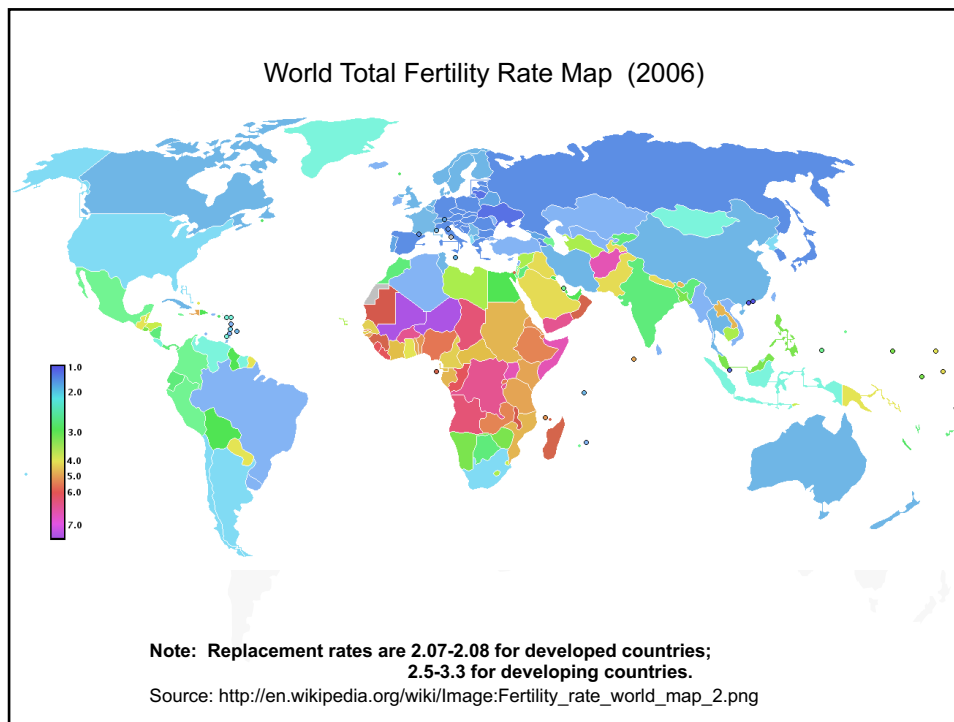 World Total Fertility Rate Map (2006)
1.0
2.0
3.0
4.0
5.0
6.0
7.0
Note: Replacement rates are 2.07-2.08 for developed countries;
2.5-3.3 for developing countries.
Source: http://en.wikipedia.org/wiki/Image:Fertility_rate_world_map_2.png